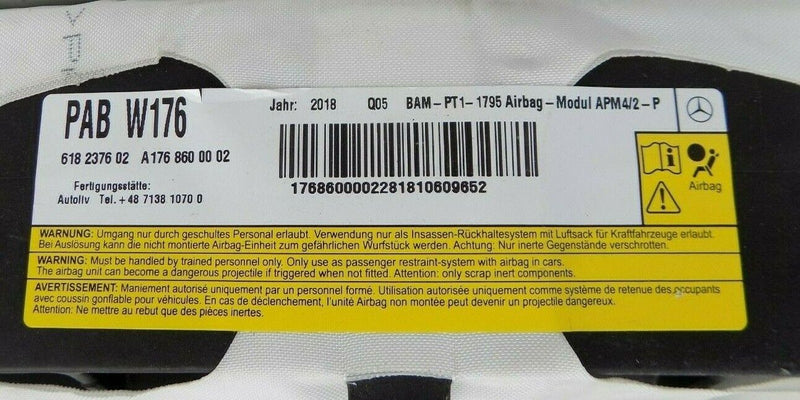 PAB W176
Jahr: 2018 Q05 BAM-PT1-1795 Airbag-Modul APM4/2-P
618 2376 02 A176 860 00 02
Fertigungsstätte:
Autoliv Tel.+48 7138 1070 0
1768600002281810609652
Airbag
WARNUNG: Umgang nur durch geschultes Personal erlaubt. Verwendung nur als Insassen-Rückhaltesystem mit Luftsack für Kraftfahrzeuge erlaubt.
Bei Auslösung kann die nicht montierte Airbag-Einheit zum gefährlichen Wurfstück werden. Achtung: Nur inerte Gegenstände verschrotten.
WARNING: Must be handled by trained personnel only. Only use as passenger restraint-system with airbag in cars.
The airbag unit can become a dangerous projectile if triggered when not fitted. Attention: only scrap inert components.
AVERTISSEMENT: Maniement autorisé uniquement par un personnel formé. Utilisation autorisée uniquement comme système de retenue des occupants
avec coussin gonflable pour véhicules. En cas de déclenchement, l'unité Airbag non montée peut devenir un projectile dangereux.
Attention: Ne mettre au rebut que des pièces inertes.